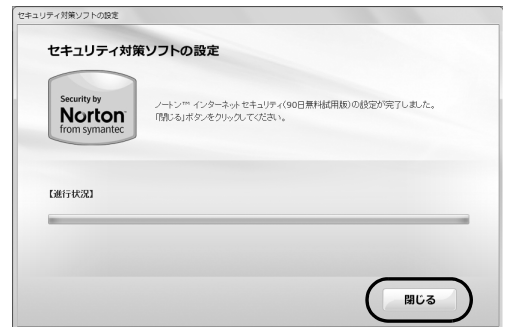 セキュリティ対策ソフトの設定
セキュリティ対策ソフトの設定
Security by
Norton
from symantec
ノートン™ インターネットセキュリティ(90日無料試用版)の設定が完了しました。
「閉じる」ボタンをクリックしてください。
【進行状況】
閉じる